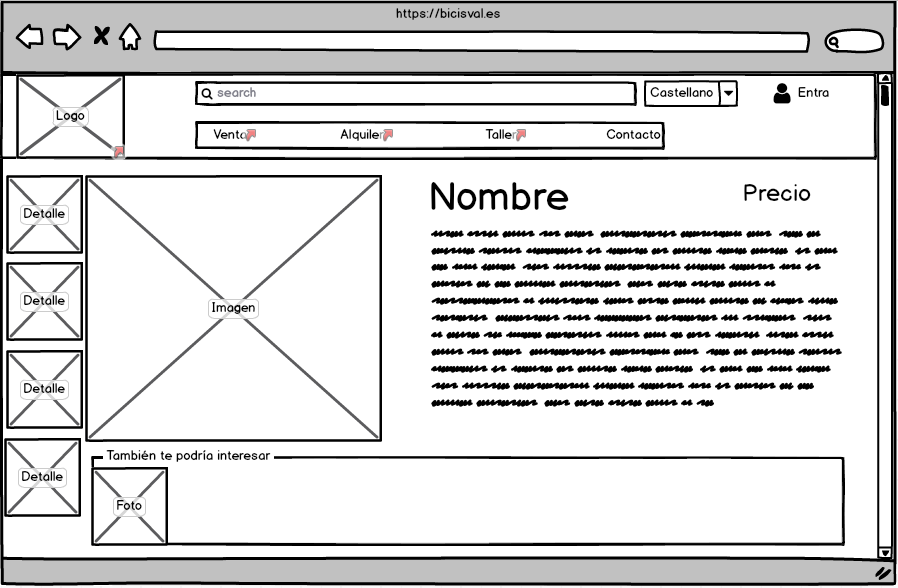 https://bicisval.es
search
Castellano
Entra
Logo
Venta
Alquiler
Taller
Contacto
Detalle
Nombre
Precio
Detalle
Imagen
Detalle
También te podría interesar
Detalle
Foto